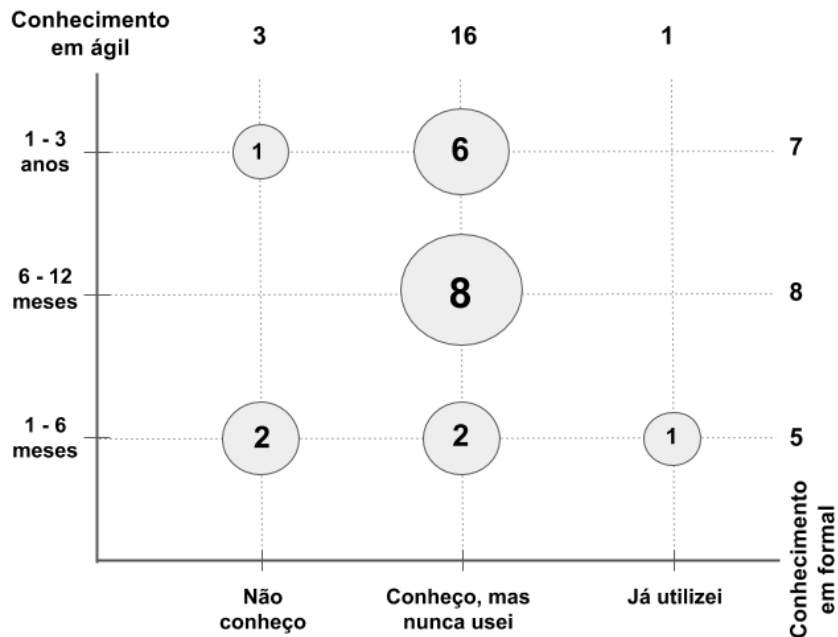 Conhecimento
em ágil
3
16
1
1 - 3
anos
1
6
7
6 - 12
meses
8
8
1 - 6
meses
2
2
1
5
Não
conheço
Conheço, mas
nunca usei
Já utilizei
Conhecimento
em formal